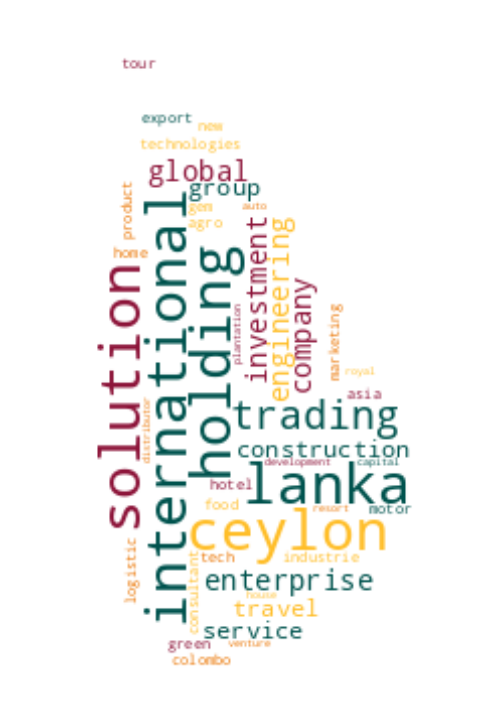 tour
export
new
technologies
global
group
product
gem
auto
agro
home
international
investment
engineering
holding
solution
company
plantation
marketing
royal
asia
distributor
trading
construction
development
capital
lanka
hotel
food
resort
motor
ceylon
logistic
consultant
tech
industrie
enterprise
house
travel
service
green
venture
colombo